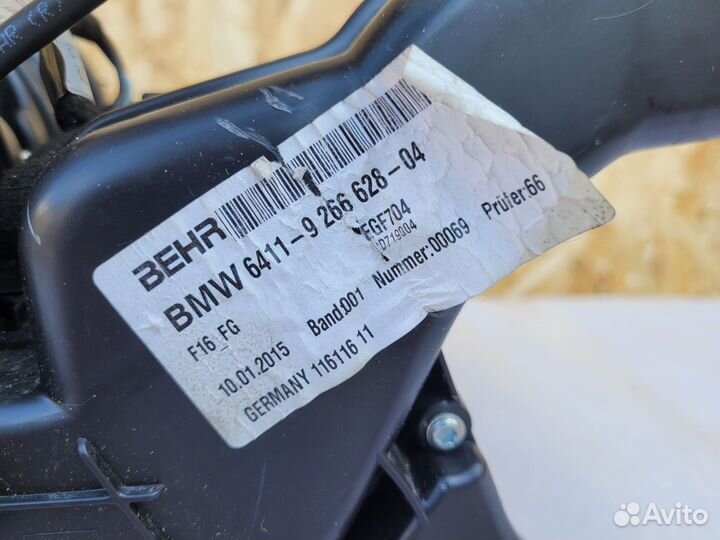 BEHR
BMW 6411-9 266 628-04
EGF704
F16_FG
10.01.2015 Band:001 Nummer:00069 Prüfer:66
GERMANY 116116 11
Avito